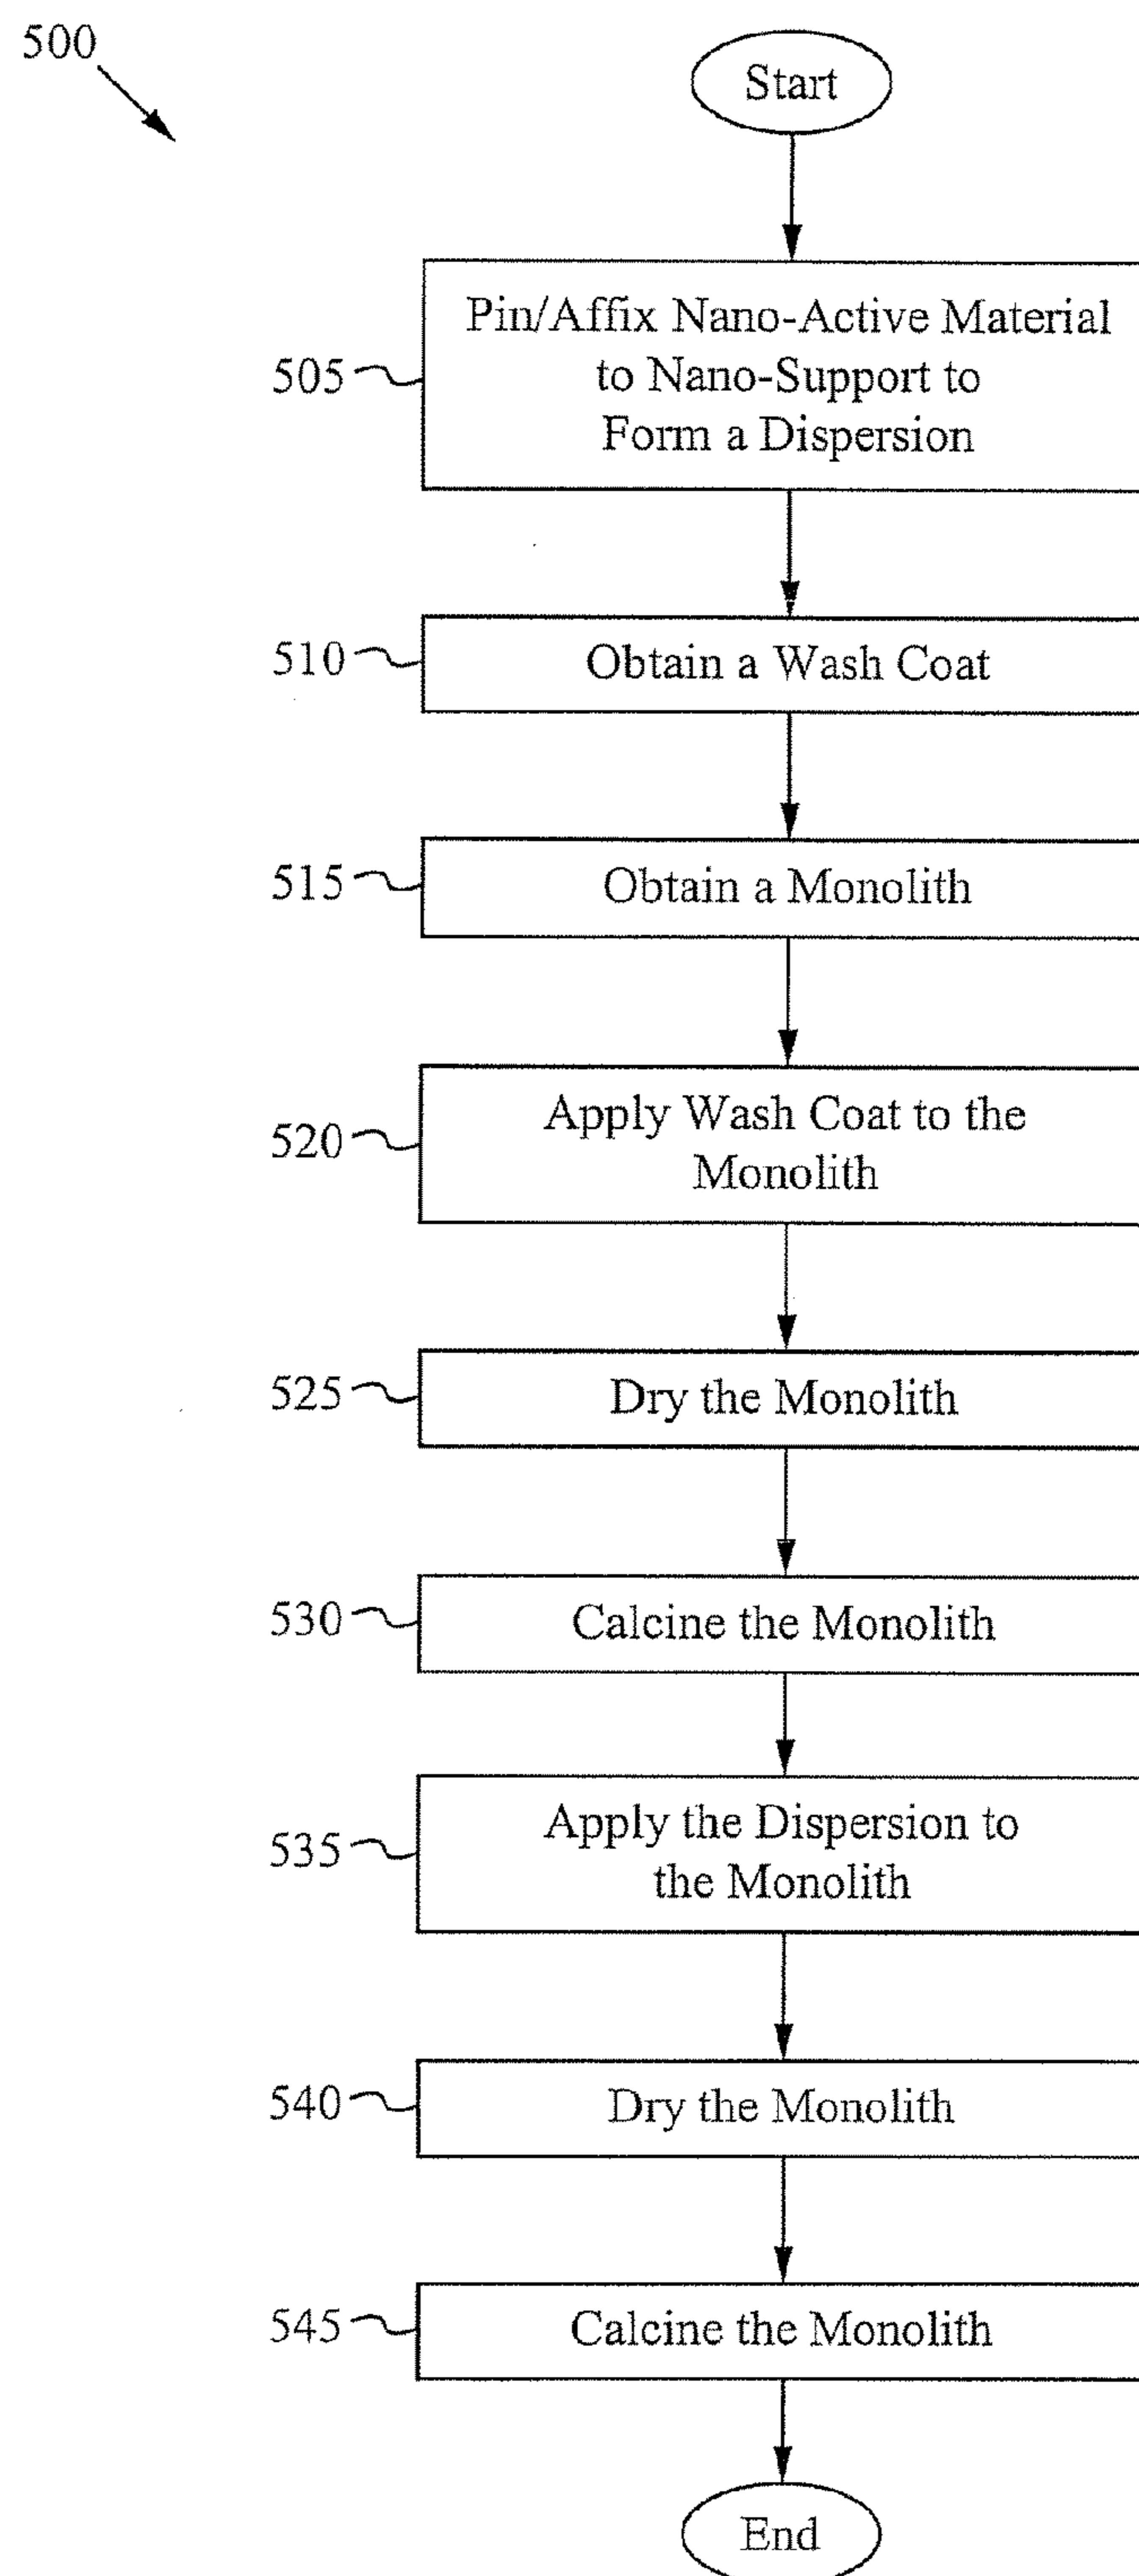 500
Start
505
Pin/Affix Nano-Active Material
to Nano-Support to
Form a Dispersion
510
Obtain a Wash Coat
515
Obtain a Monolith
520
Apply Wash Coat to the
Monolith
525
Dry the Monolith
530
Calcine the Monolith
535
Apply the Dispersion to
the Monolith
540
Dry the Monolith
545
Calcine the Monolith
End